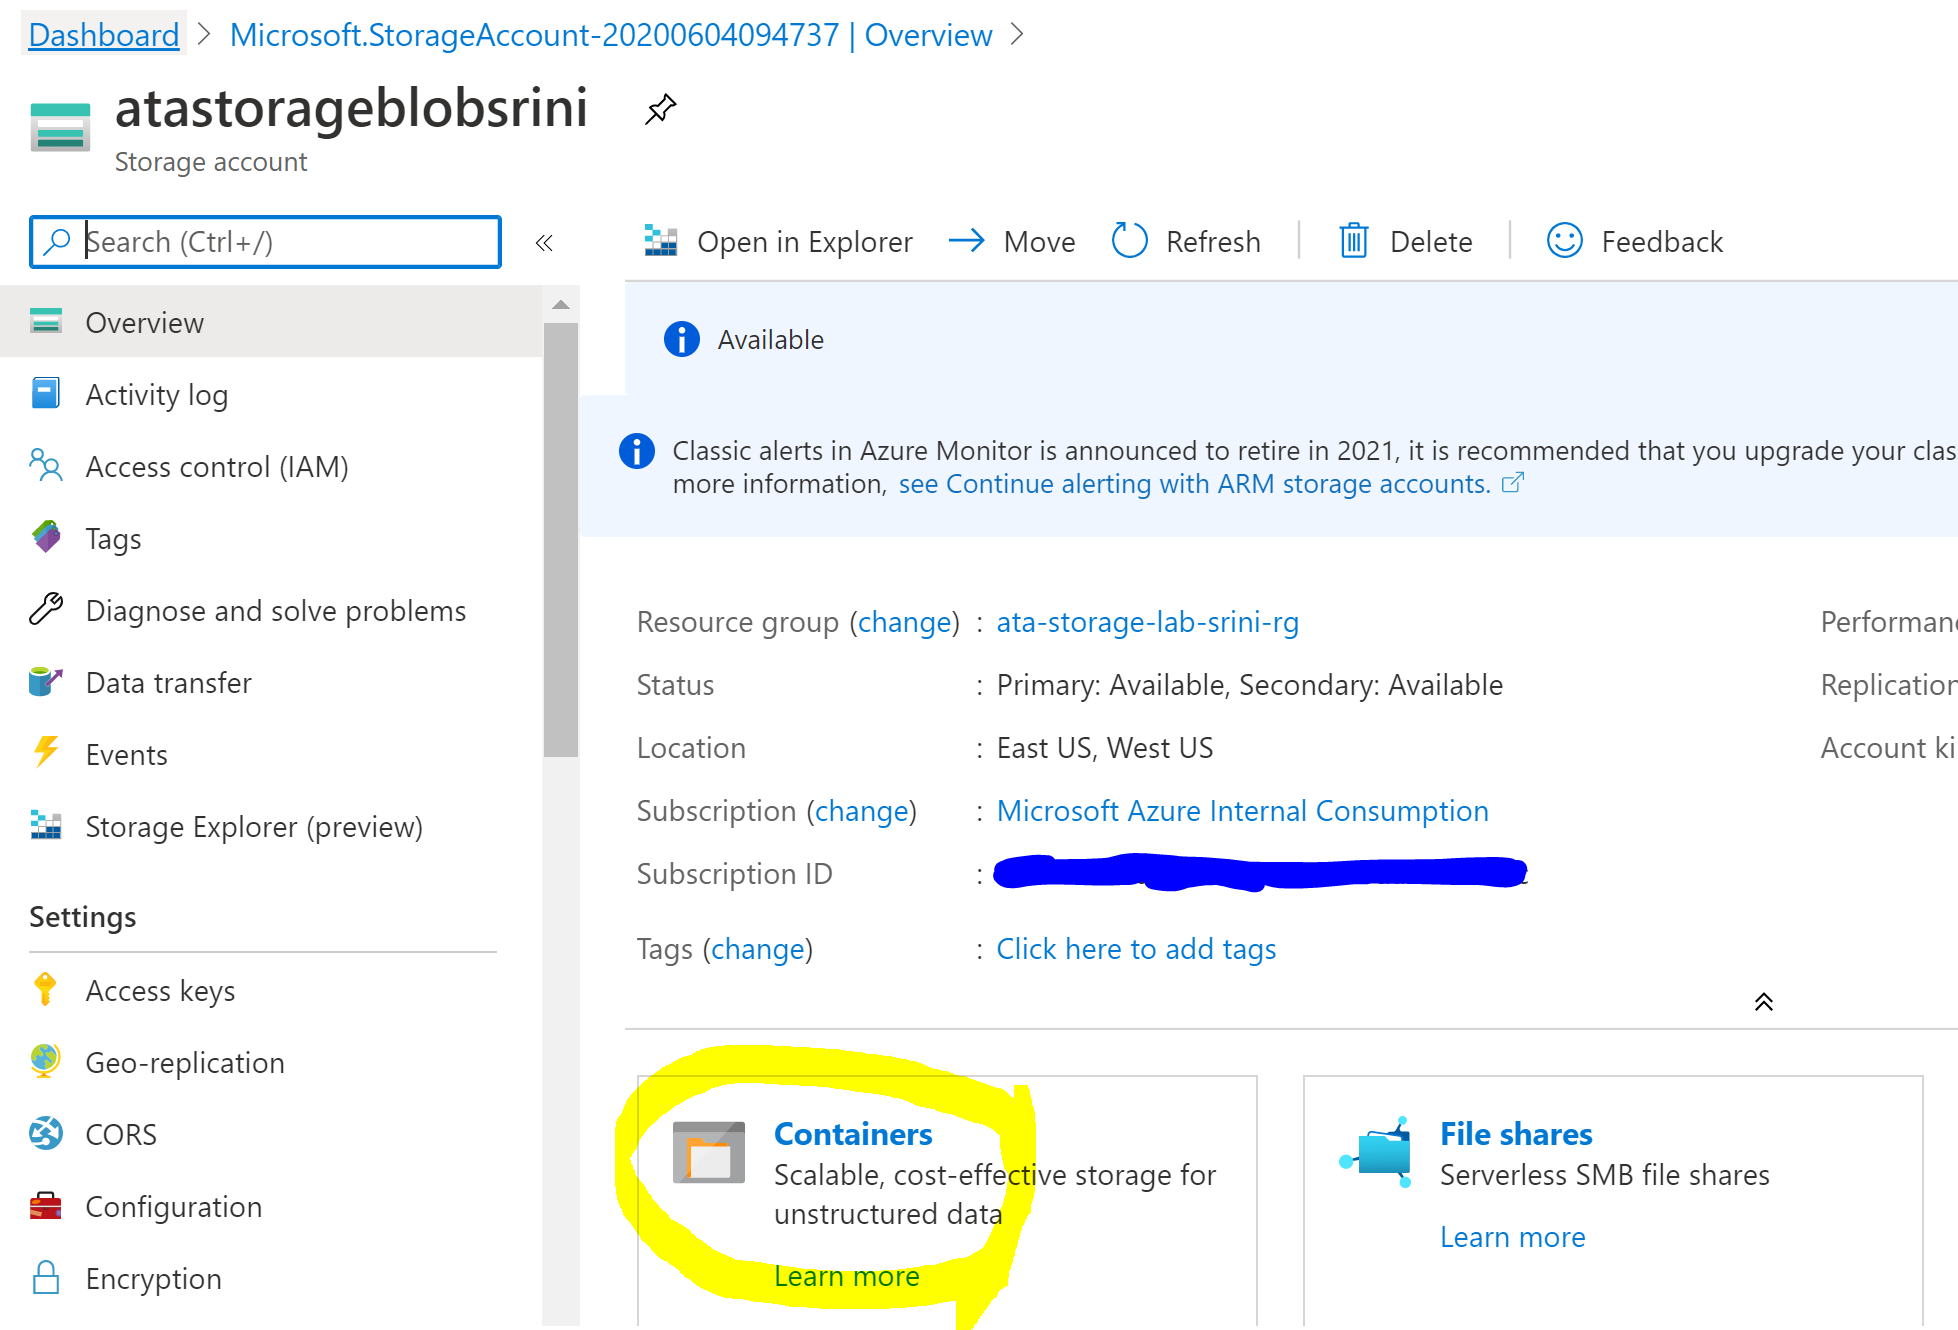 Dashboard > Microsoft.StorageAccount-20200604094737 | Overview >
atastorageblobsrini
Storage account
Search (Ctrl+/)
«
Open in Explorer
Move
Refresh
Delete
Feedback
Overview
Activity log
Access control (IAM)
Tags
Diagnose and solve problems
Data transfer
Events
Storage Explorer (preview)
Settings
Access keys
Geo-replication
CORS
Configuration
Encryption
Available
Classic alerts in Azure Monitor is announced to retire in 2021, it is recommended that you upgrade your clas
more information, see Continue alerting with ARM storage accounts.
Resource group (change) : ata-storage-lab-srini-rg
Status : Primary: Available, Secondary: Available
Location : East US, West US
Subscription (change) : Microsoft Azure Internal Consumption
Subscription ID :
Tags (change) : Click here to add tags
Performanc
Replication
Account ki
Containers
Scalable, cost-effective storage for
unstructured data
Learn more
File shares
Serverless SMB file shares
Learn more